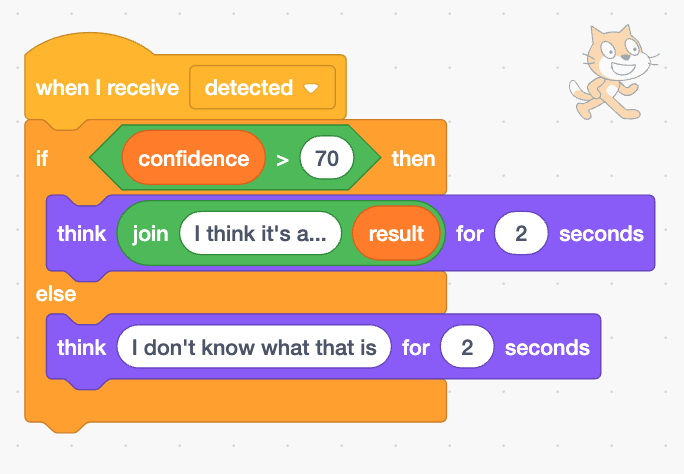 when I receive detected
if confidence > 70 then
think join I think it's a... result for 2 seconds
else
think I don't know what that is for 2 seconds